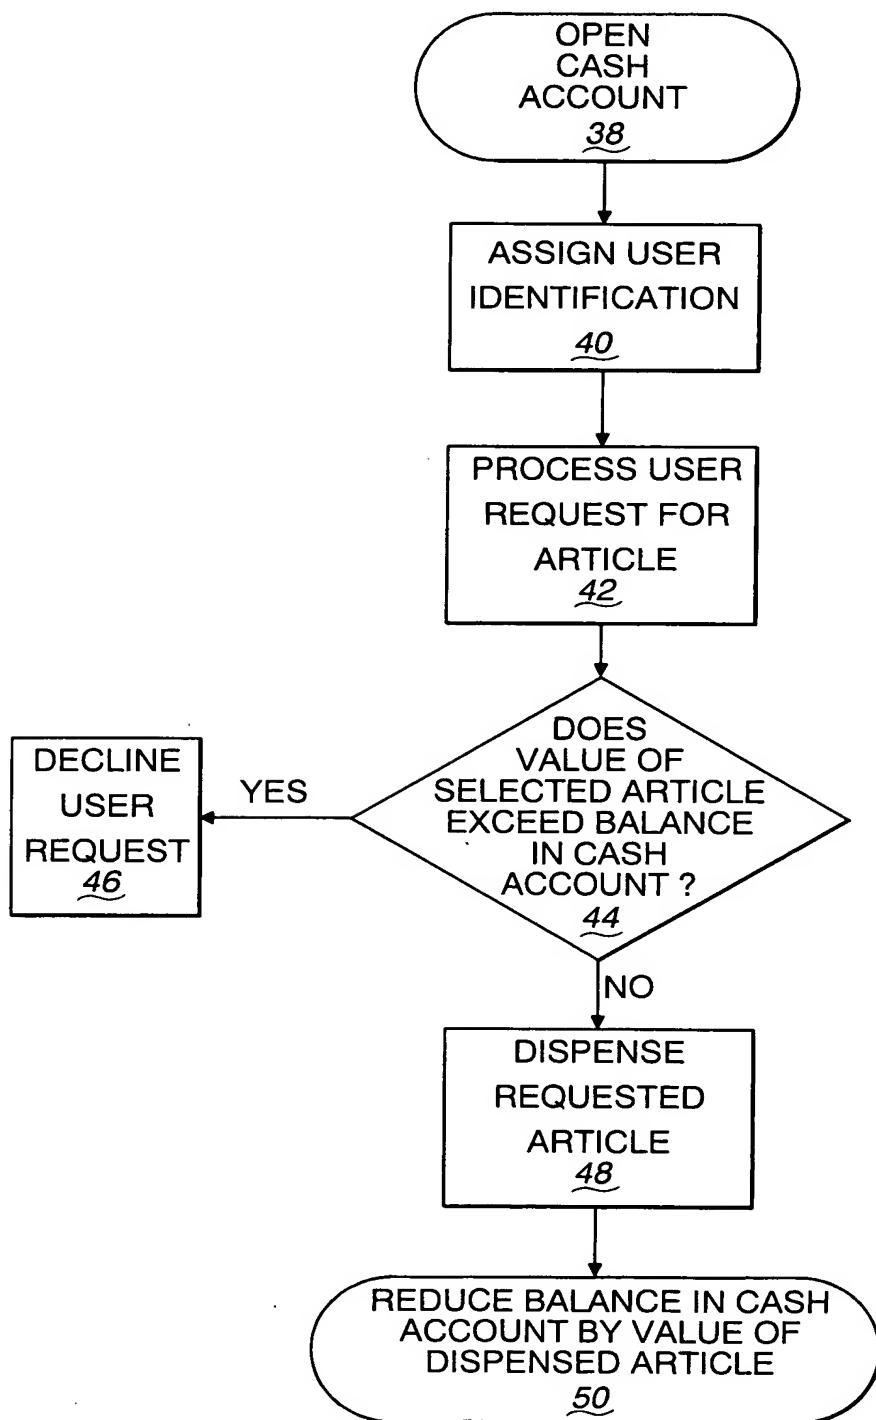 OPEN
CASH
ACCOUNT
38
ASSIGN USER
IDENTIFICATION
40
PROCESS USER
REQUEST FOR
ARTICLE
42
DOES
VALUE OF
SELECTED ARTICLE
EXCEED BALANCE
IN CASH
ACCOUNT ?
44
YES
DECLINE
USER
REQUEST
46
NO
DISPENSE
REQUESTED
ARTICLE
48
REDUCE BALANCE IN CASH
ACCOUNT BY VALUE OF
DISPENSED ARTICLE
50